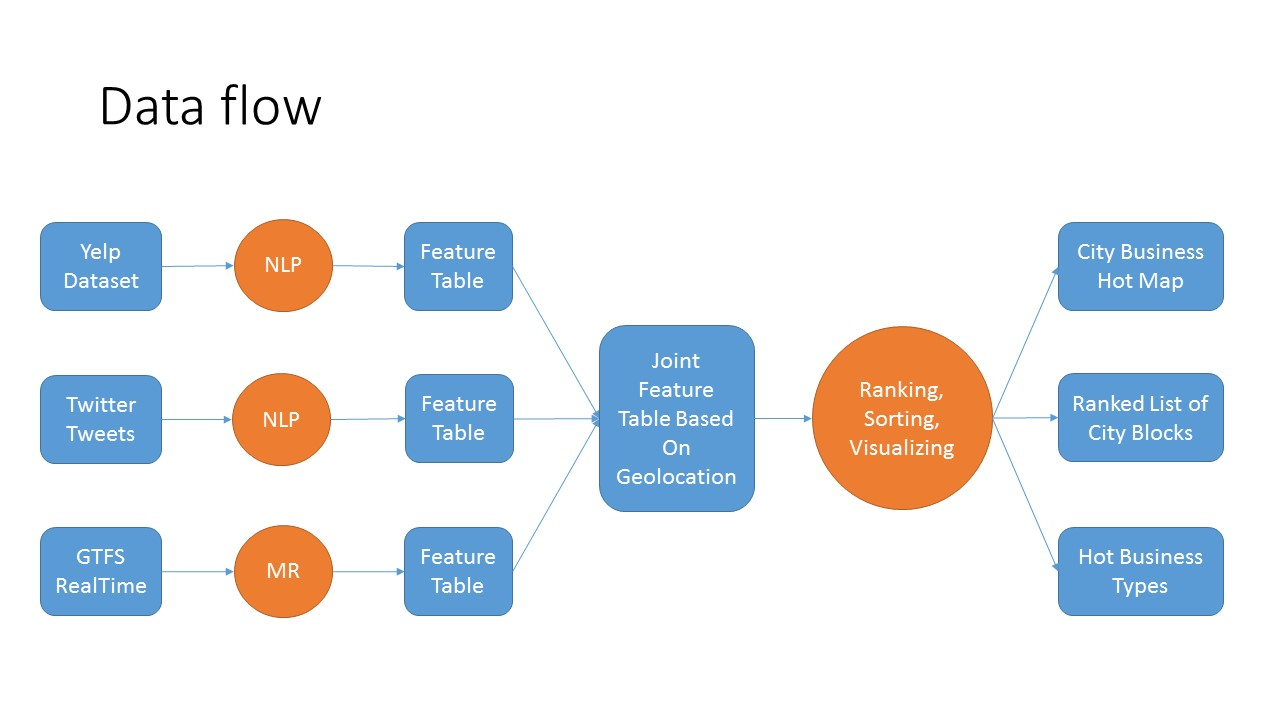 Data flow
Yelp
Dataset
NLP
Feature
Table
Twitter
Tweets
NLP
Feature
Table
GTFS
RealTime
MR
Feature
Table
Joint
Feature
Table Based
On
Geolocation
Ranking,
Sorting,
Visualizing
City Business
Hot Map
Ranked List of
City Blocks
Hot Business
Types